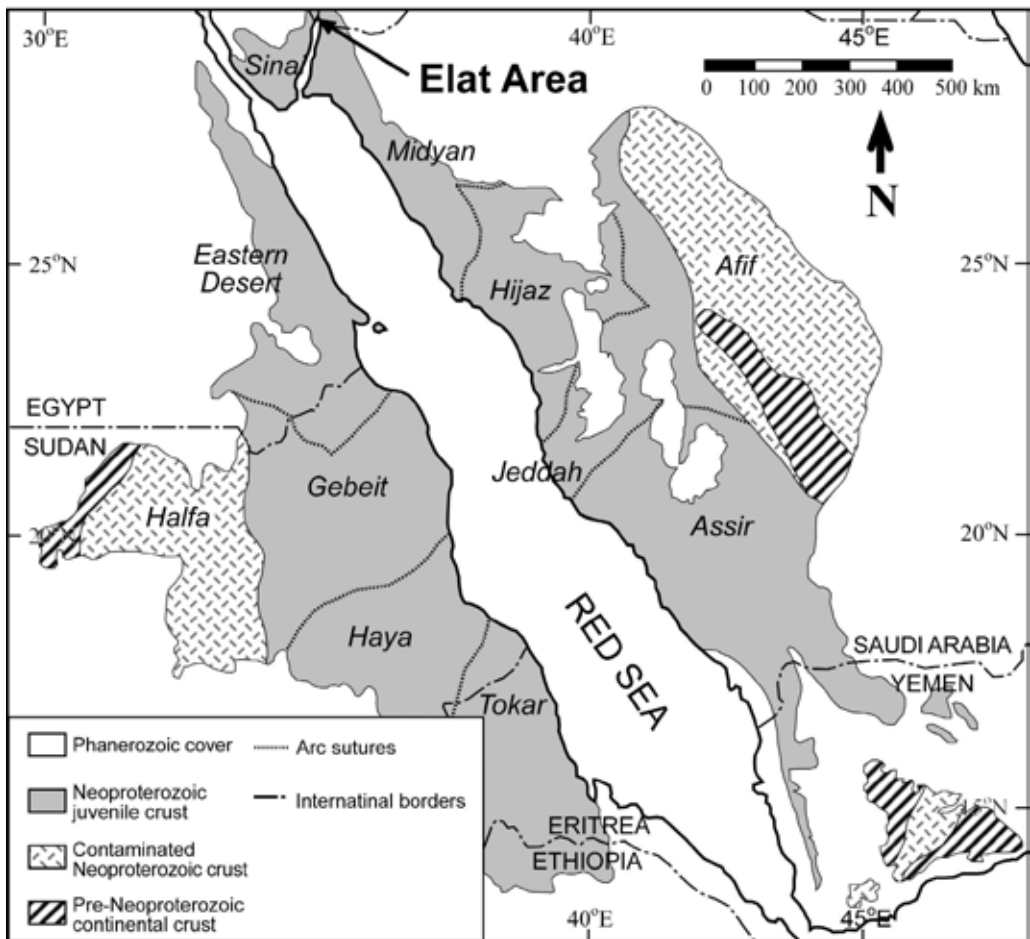 30°E
40°E
45°E
Sinai
Elat Area
0 100 200 300 400 500 km
Midyan
N
Eastern
Desert
25°N
Afif
25°N
Hijaz
EGYPT
SUDAN
Gebeit
Jeddah
Halfa
Assir
20°N
20°N
Haya
RED SEA
SAUDI ARABIA
YEMEN
Tokar
Phanerozoic cover
Neoproterozoic
juvenile crust
Contaminated
Neoproterozoic crust
Pre-Neoproterozoic
continental crust
Arc sutures
Internatinal borders
15°N
ERITREA
ETHIOPIA
40°E
45°E